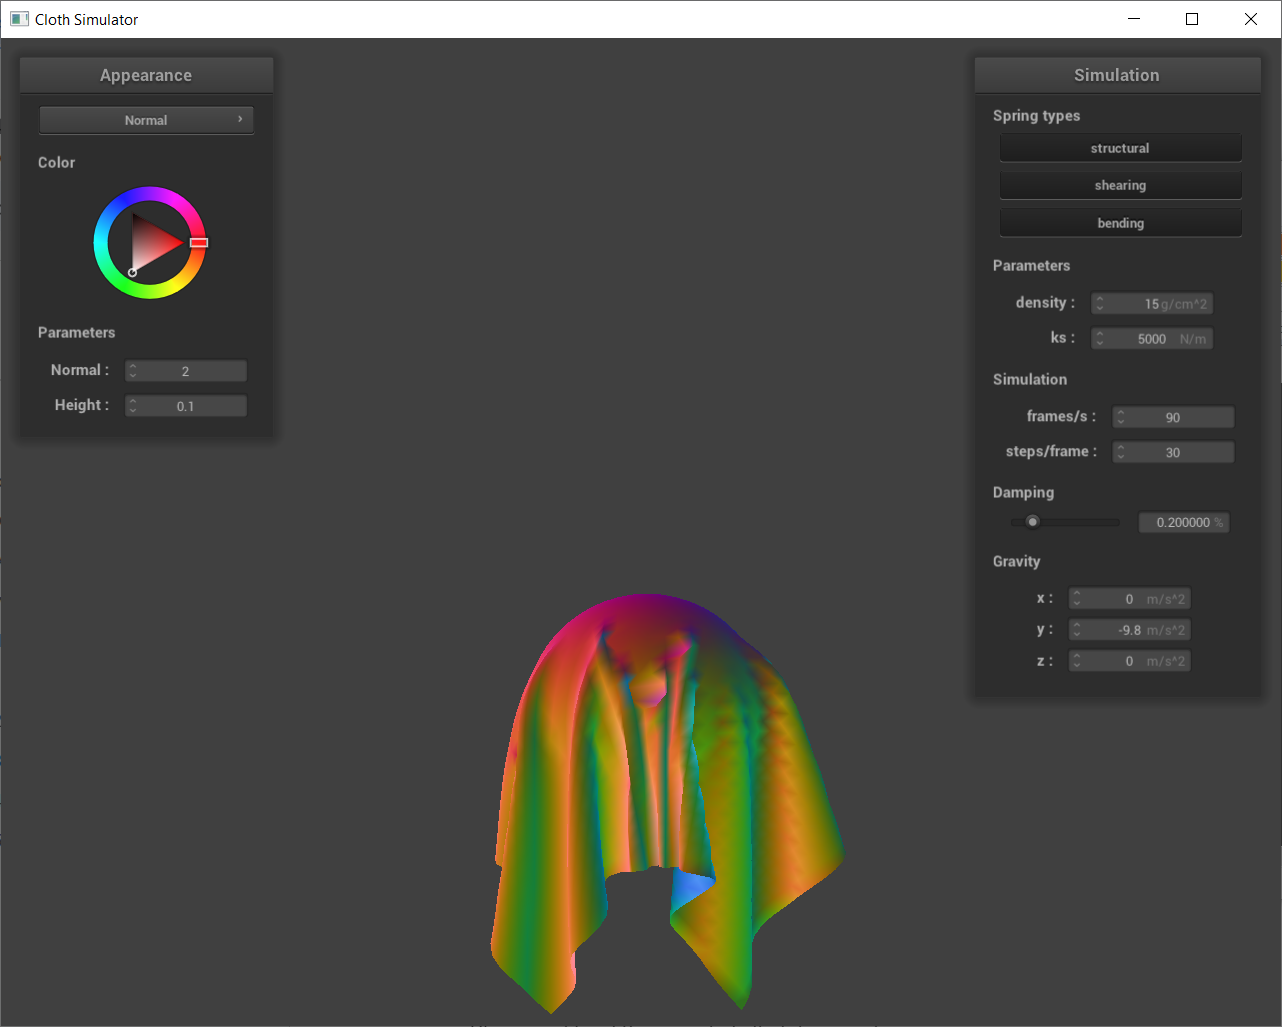 Cloth Simulator
Appearance
Normal
Color
Parameters
Normal : 2
Height : 0.1
Simulation
Spring types
structural
shearing
bending
Parameters
density : 15 g/cm^2
ks : 5000 N/m
Simulation
frames/s : 90
steps/frame : 30
Damping
0.200000 %
Gravity
x : 0 m/s^2
y : -9.8 m/s^2
z : 0 m/s^2